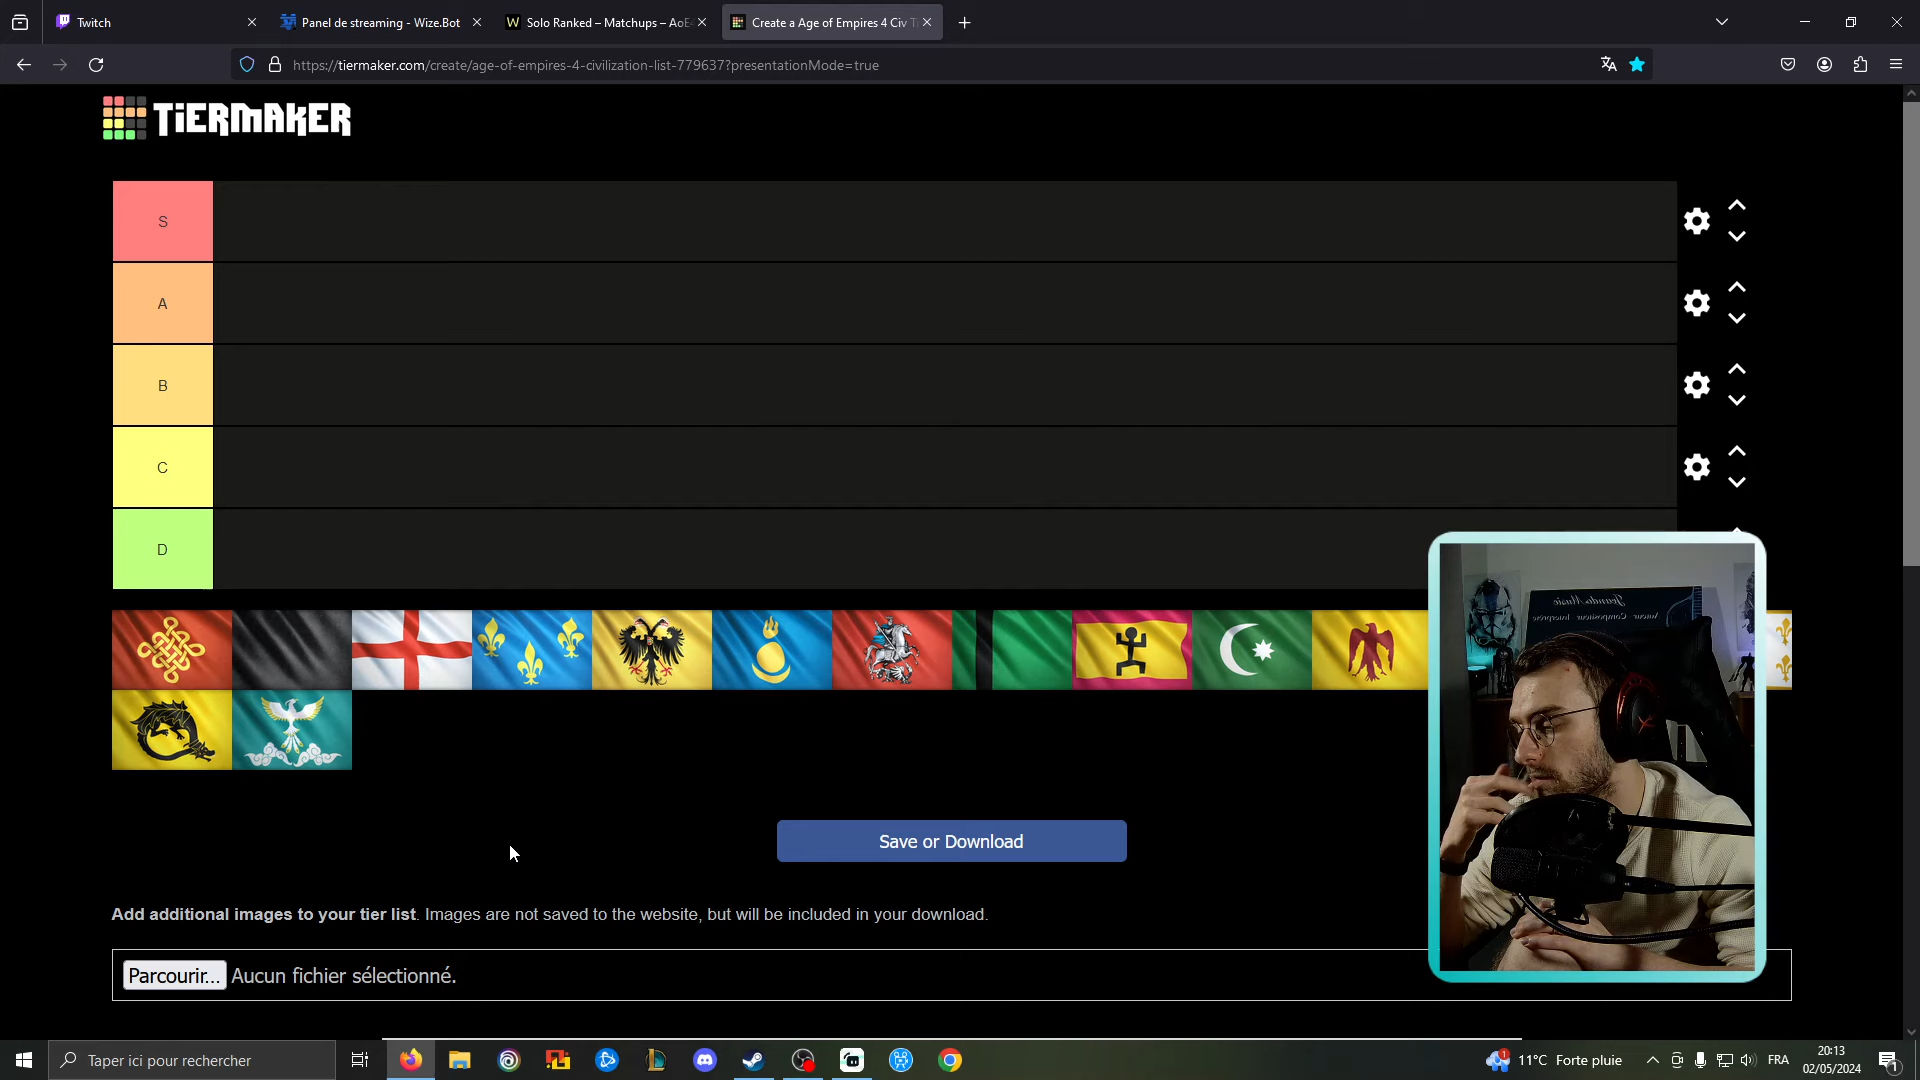 Twitch
Panel de streaming - Wize.Bot
Solo Ranked – Matchups – AoE4
Create a Age of Empires 4 Civ T
https://tiermaker.com/create/age-of-empires-4-civilization-list-779637?presentationMode=true
TiERMAKER
S
A
B
C
D
Save or Download
Add additional images to your tier list. Images are not saved to the website, but will be included in your download.
Parcourir... Aucun fichier sélectionné.
Taper ici pour rechercher
11°C Forte pluie
FRA
20:13
02/05/2024